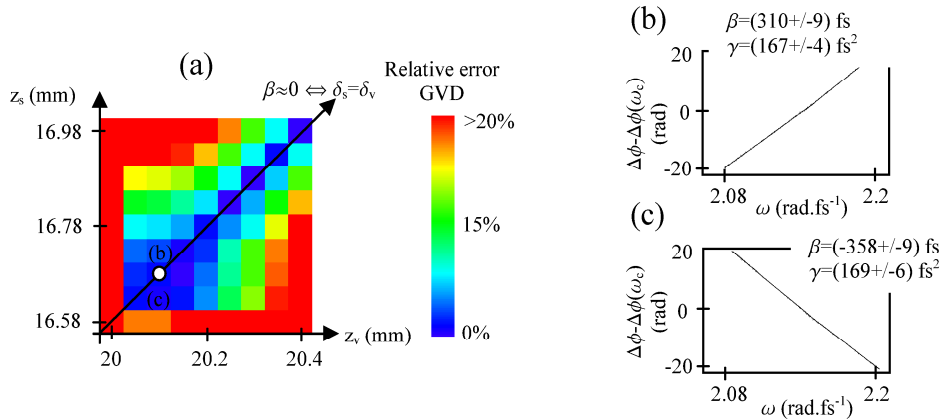 (a)
z_s (mm)
β≈0 ⇔ δ_s=δ_v
Relative error
GVD
>20%
15%
0%
16.98
16.78
16.58
(b)
(c)
20
20.2
20.4
z_v (mm)
(b)
β=(310+/-9) fs
γ=(167+/-4) fs²
Δϕ-Δϕ(ω_c)
(rad)
20
0
-20
2.08
2.2
ω (rad.fs⁻¹)
(c)
β=(-358+/-9) fs
γ=(169+/-6) fs²
Δϕ-Δϕ(ω_c)
(rad)
20
0
-20
2.08
2.2
ω (rad.fs⁻¹)